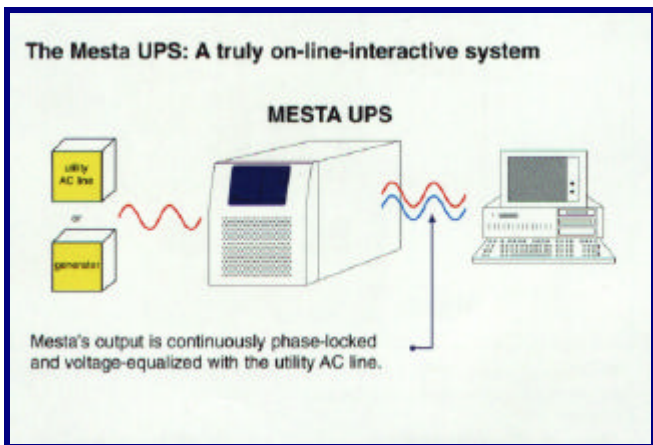 The Mesta UPS: A truly on-line-interactive system
MESTA UPS
utility
AC line
or
generator
Mesta's output is continuously phase-locked
and voltage-equalized with the utility AC line.